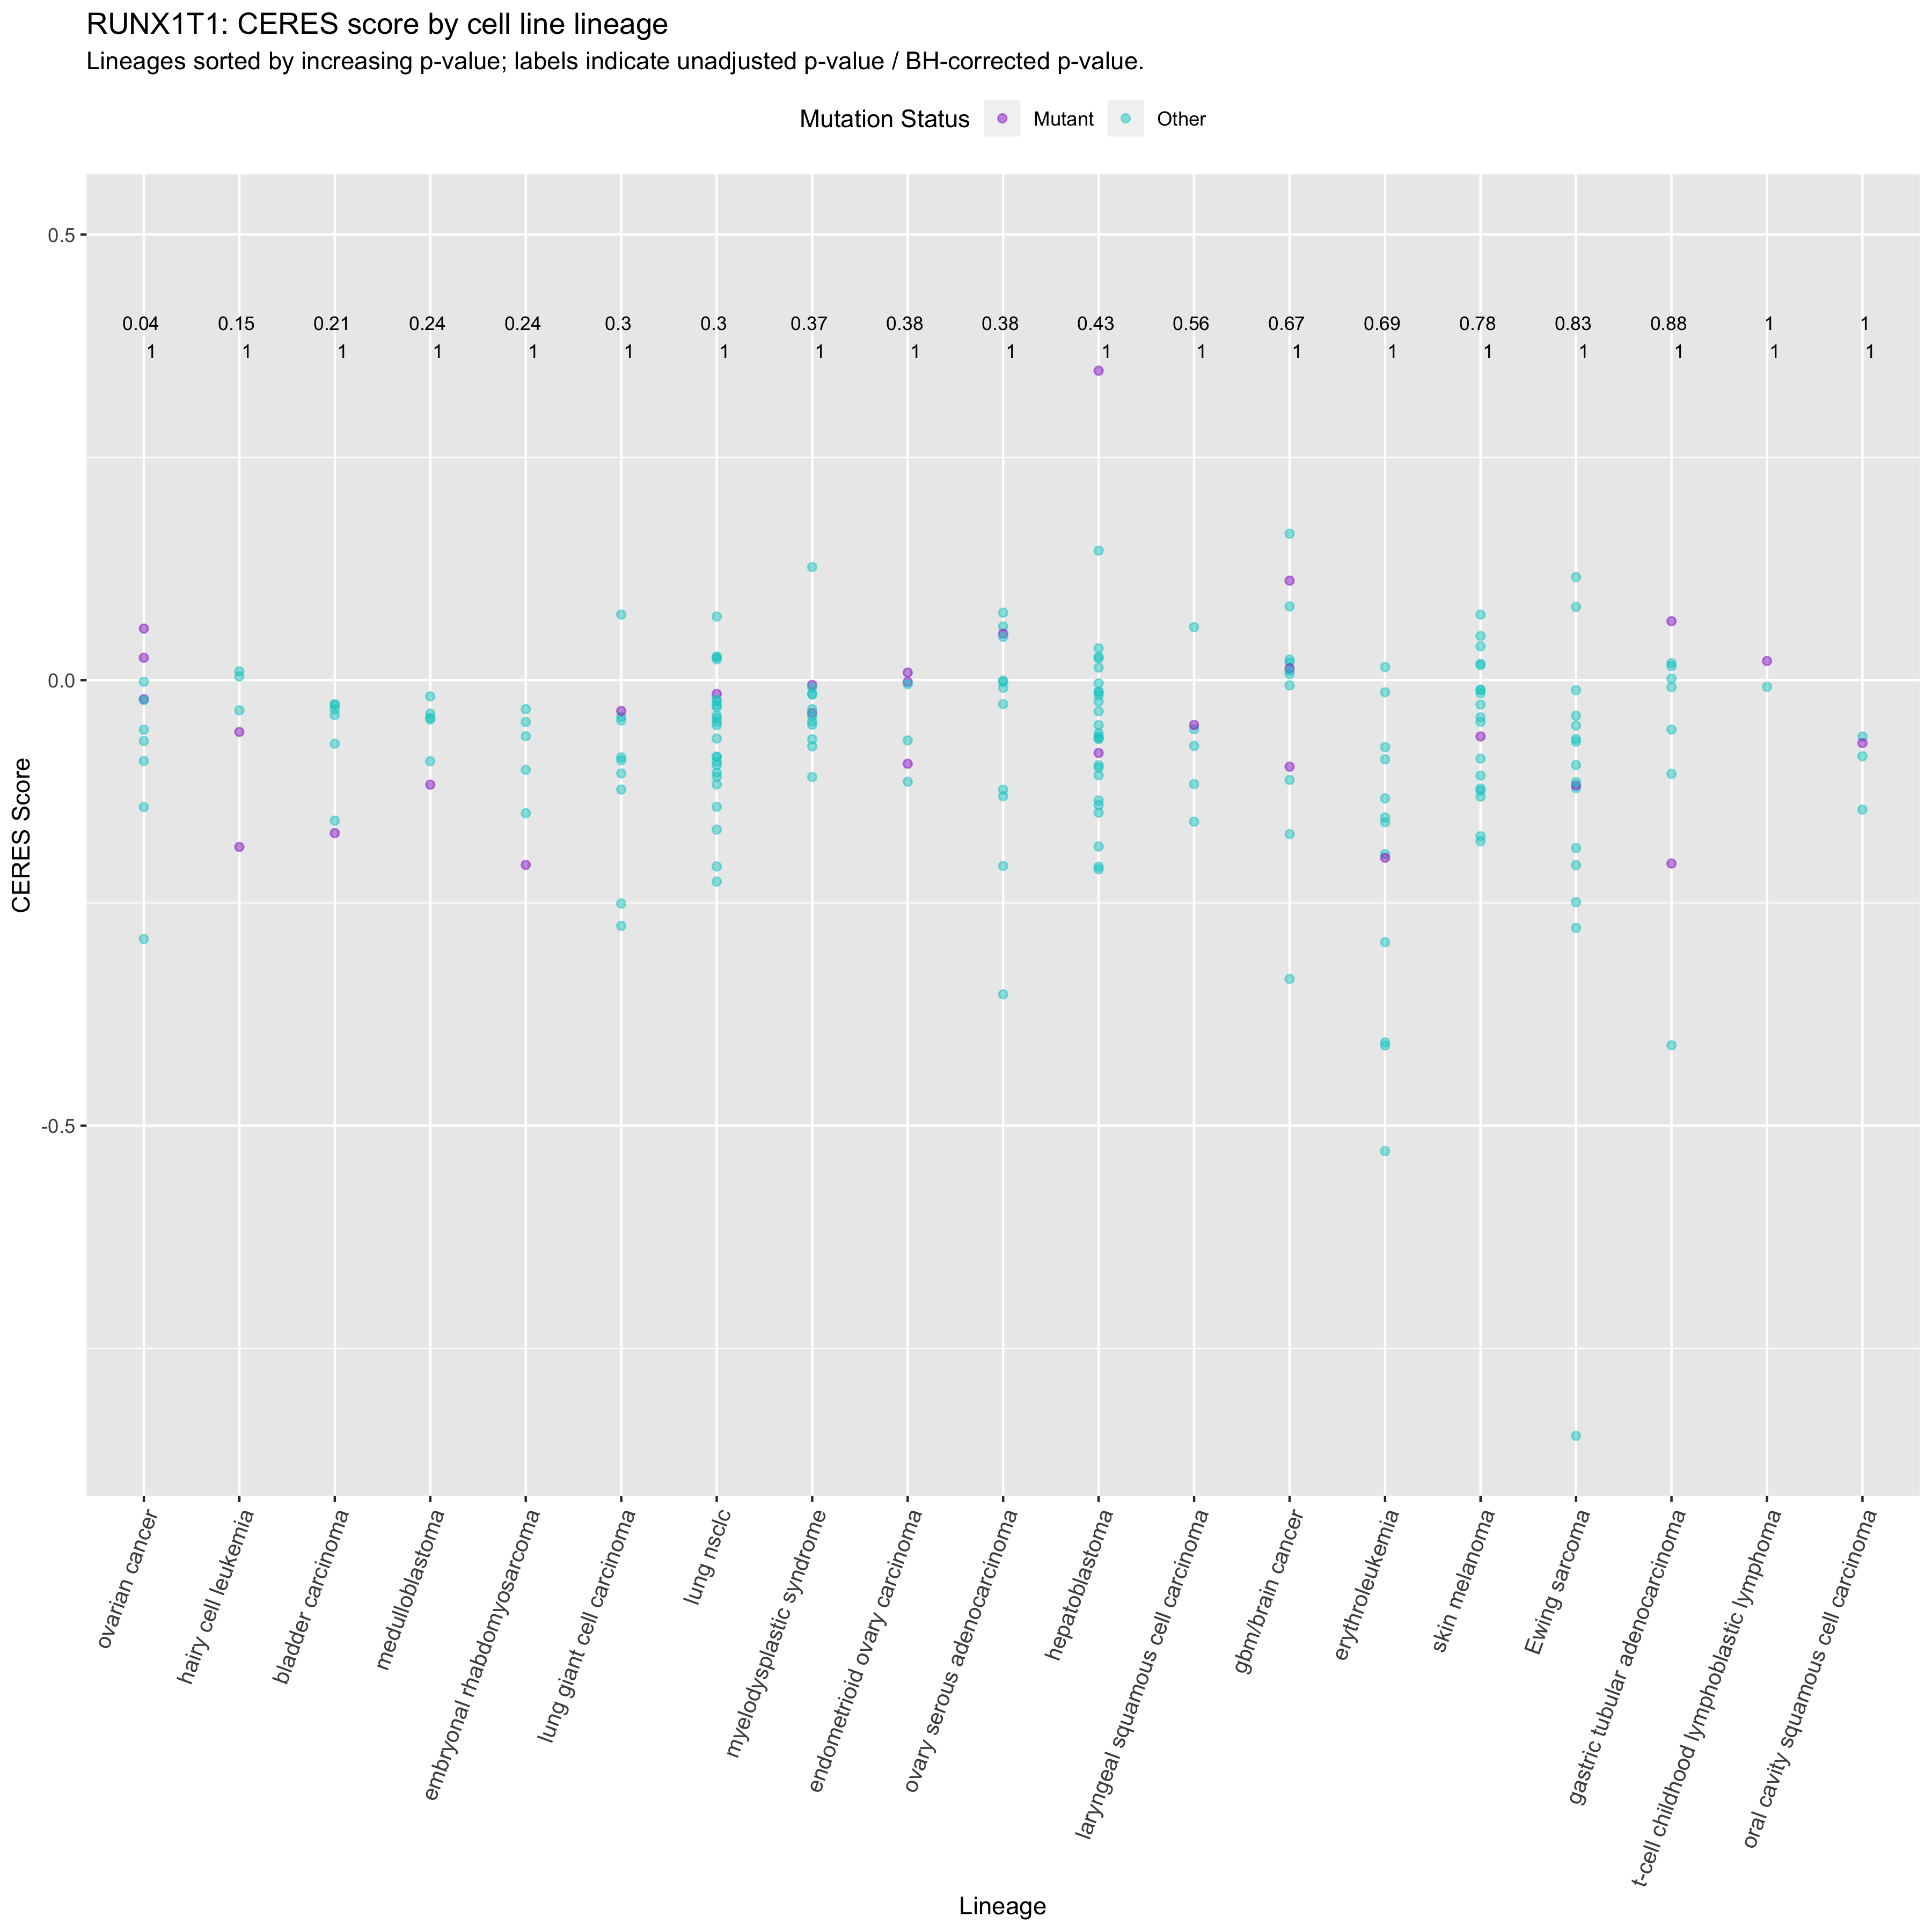 RUNX1T1: CERES score by cell line lineage
Lineages sorted by increasing p-value; labels indicate unadjusted p-value / BH-corrected p-value.
Mutation Status Mutant Other
0.5
0.04 0.15 0.21 0.24 0.24 0.3 0.3 0.37 0.38 0.38 0.43 0.56 0.67 0.69 0.78 0.83 0.88 1 1
1 1 1 1 1 1 1 1 1 1 1 1 1 1 1 1 1 1 1
0.0
-0.5
CERES Score
ovarian cancer
hairy cell leukemia
bladder carcinoma
medulloblastoma
embryonal rhabdomyosarcoma
lung giant cell carcinoma
lung nsclc
myelodysplastic syndrome
endometrioid ovary carcinoma
ovary serous adenocarcinoma
hepatoblastoma
laryngeal squamous cell carcinoma
gbm/brain cancer
erythroleukemia
skin melanoma
Ewing sarcoma
gastric tubular adenocarcinoma
t-cell childhood lymphoblastic lymphoma
oral cavity squamous cell carcinoma
Lineage